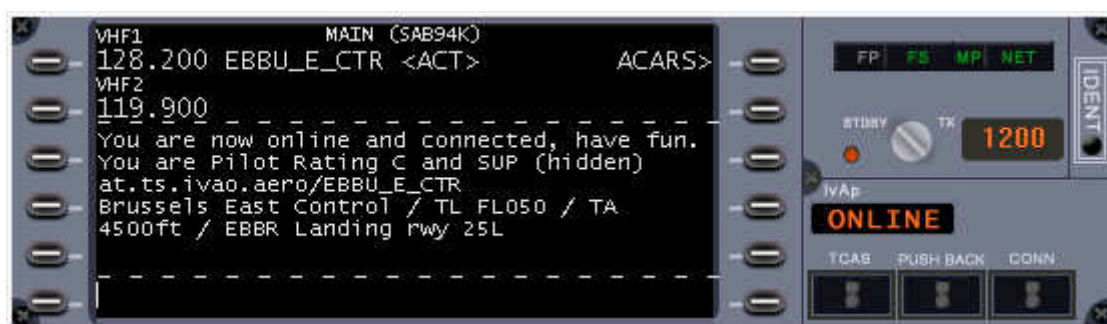 VHF1 MAIN (SAB94K)
128.200 EBBU_E_CTR <ACT> ACARS>
VHF2
119.900
You are now online and connected, have fun.
You are Pilot Rating C and SUP (hidden)
at.ts.ivao.aero/EBBU_E_CTR
Brussels East Control / TL FL050 / TA
4500ft / EBBR Landing rwy 25L
FP FS MP NET
STDBY TX
1200
IDENT
IvAp
ONLINE
TCAS PUSH BACK CONN